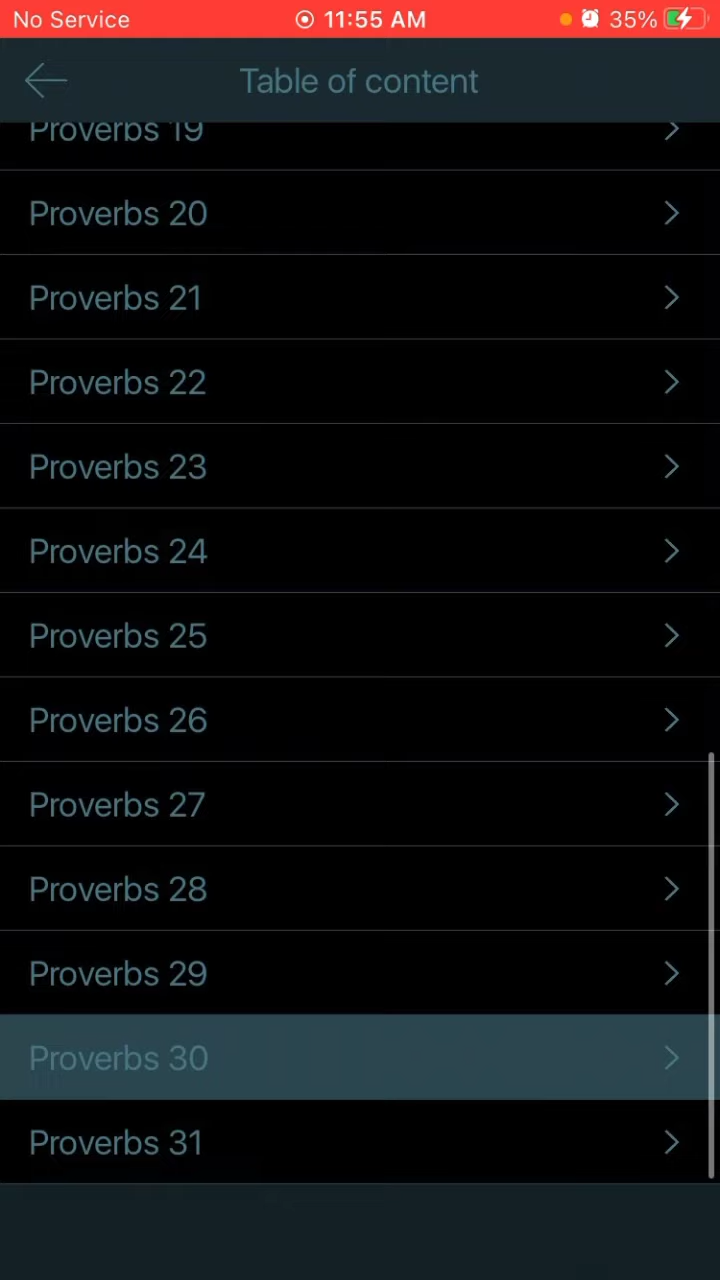 No Service
11:55 AM
35%
Table of content
Proverbs 19
Proverbs 20
Proverbs 21
Proverbs 22
Proverbs 23
Proverbs 24
Proverbs 25
Proverbs 26
Proverbs 27
Proverbs 28
Proverbs 29
Proverbs 30
Proverbs 31